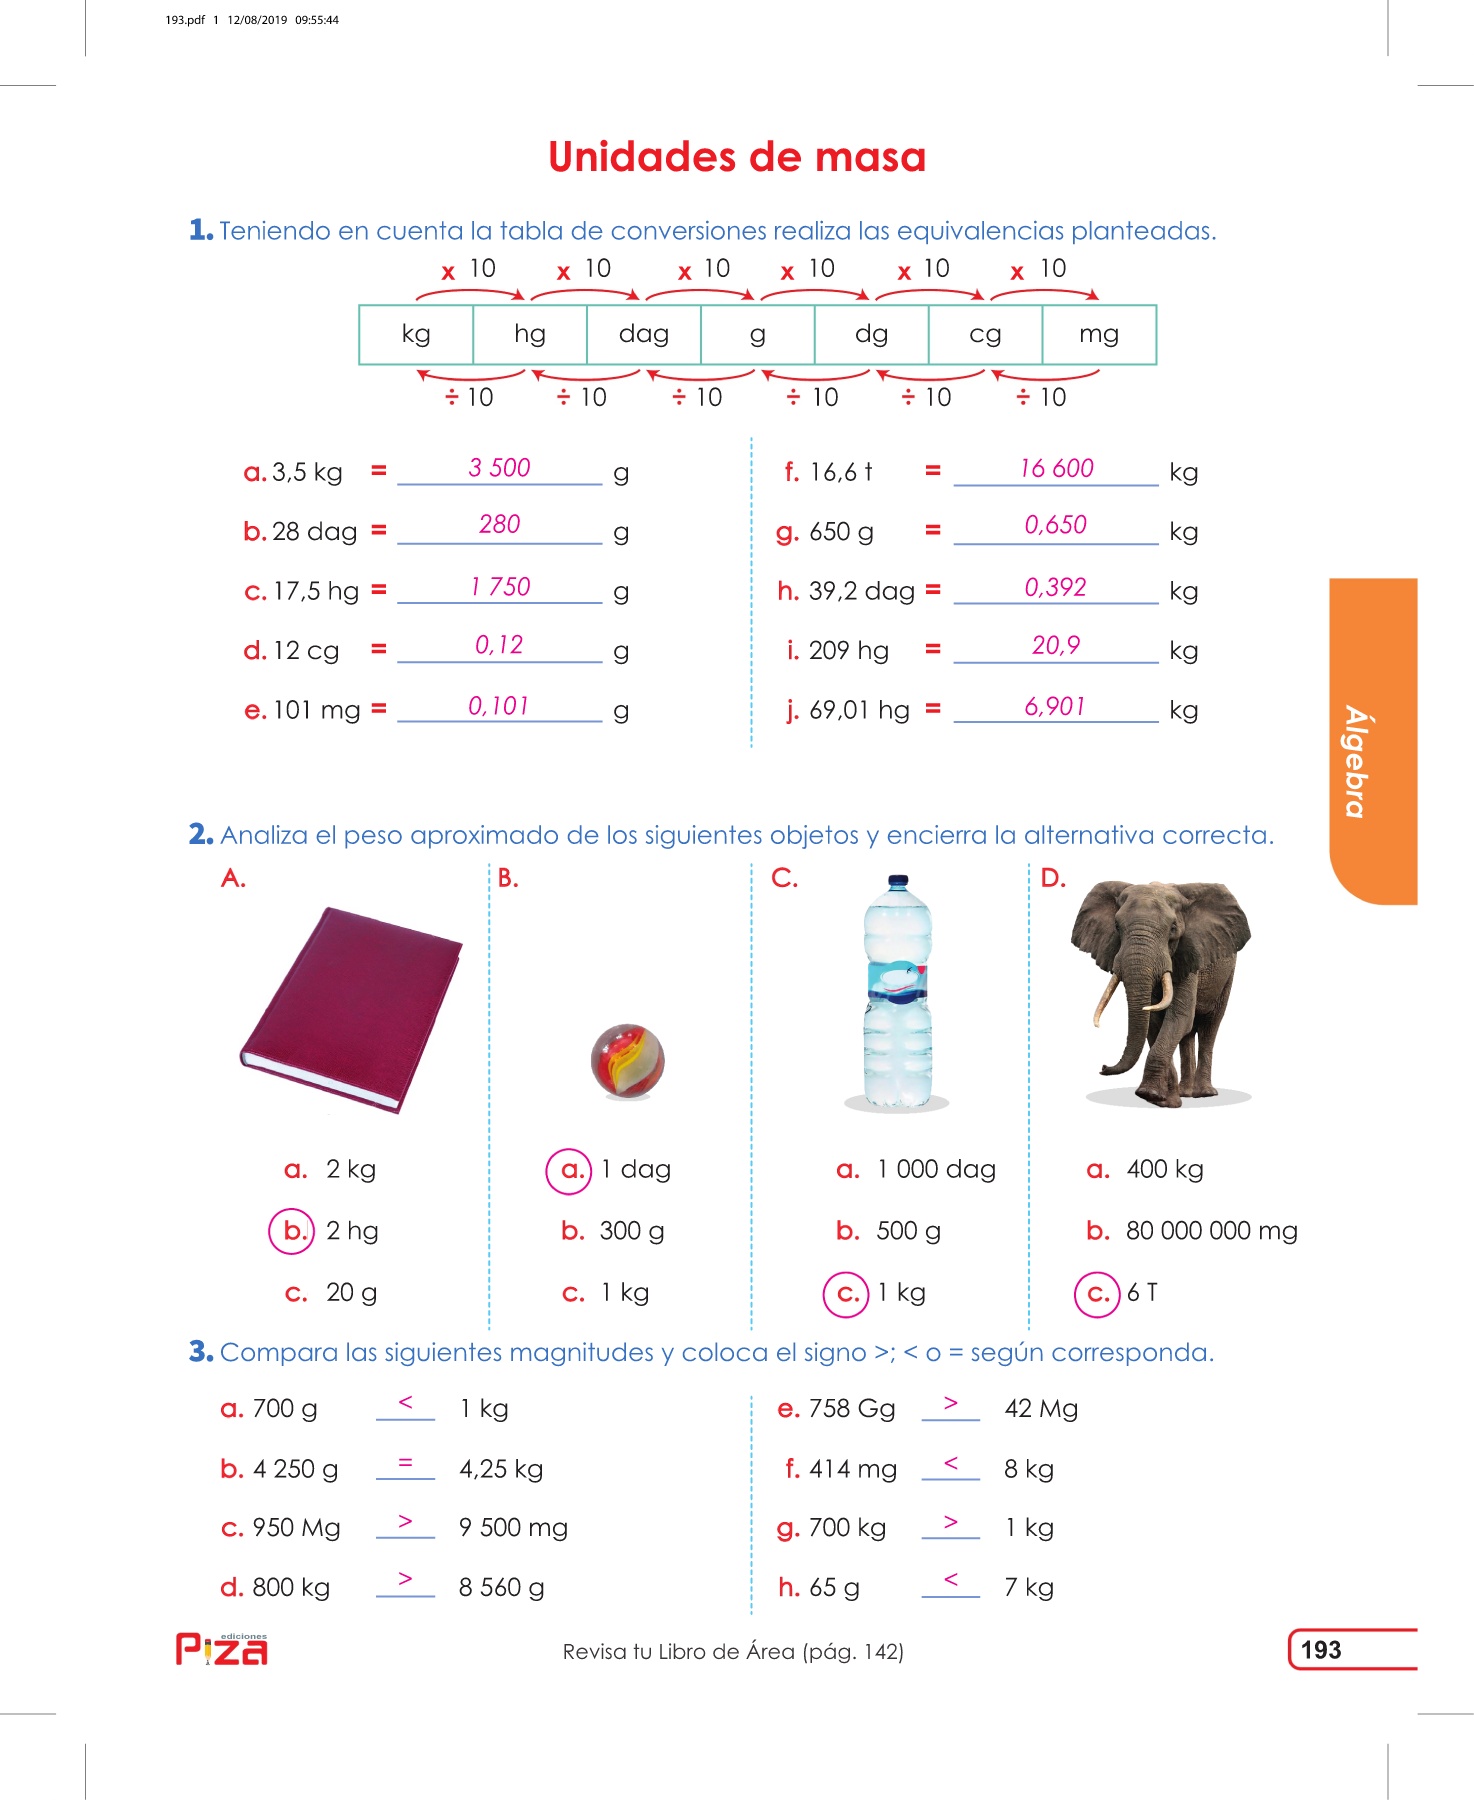 193.pdf 1 12/08/2019 09:55:44
Unidades de masa
1. Teniendo en cuenta la tabla de conversiones realiza las equivalencias planteadas.
x 10 x 10 x 10 x 10 x 10 x 10
kg hg dag g dg cg mg
÷ 10 ÷ 10 ÷ 10 ÷ 10 ÷ 10 ÷ 10
a. 3,5 kg = 3 500 g
b. 28 dag = 280 g
c. 17,5 hg = 1 750 g
d. 12 cg = 0,12 g
e. 101 mg = 0,101 g
f. 16,6 t = 16 600 kg
g. 650 g = 0,650 kg
h. 39,2 dag = 0,392 kg
i. 209 hg = 20,9 kg
j. 69,01 hg = 6,901 kg
Álgebra
2. Analiza el peso aproximado de los siguientes objetos y encierra la alternativa correcta.
A.
a. 2 kg
b. 2 hg
c. 20 g
B.
a. 1 dag
b. 300 g
c. 1 kg
C.
a. 1 000 dag
b. 500 g
c. 1 kg
D.
a. 400 kg
b. 80 000 000 mg
c. 6 T
3. Compara las siguientes magnitudes y coloca el signo >; < o = según corresponda.
a. 700 g < 1 kg
b. 4 250 g = 4,25 kg
c. 950 Mg > 9 500 mg
d. 800 kg > 8 560 g
e. 758 Gg > 42 Mg
f. 414 mg < 8 kg
g. 700 kg > 1 kg
h. 65 g < 7 kg
ediciones
Piza
Revisa tu Libro de Área (pág. 142)
193